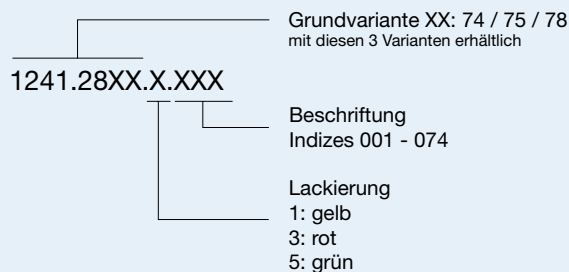 Grundvariante XX: 74 / 75 / 78
mit diesen 3 Varianten erhältlich
1241.28XX.X.XXX
Beschriftung
Indizes 001 - 074
Lackierung
1: gelb
3: rot
5: grün